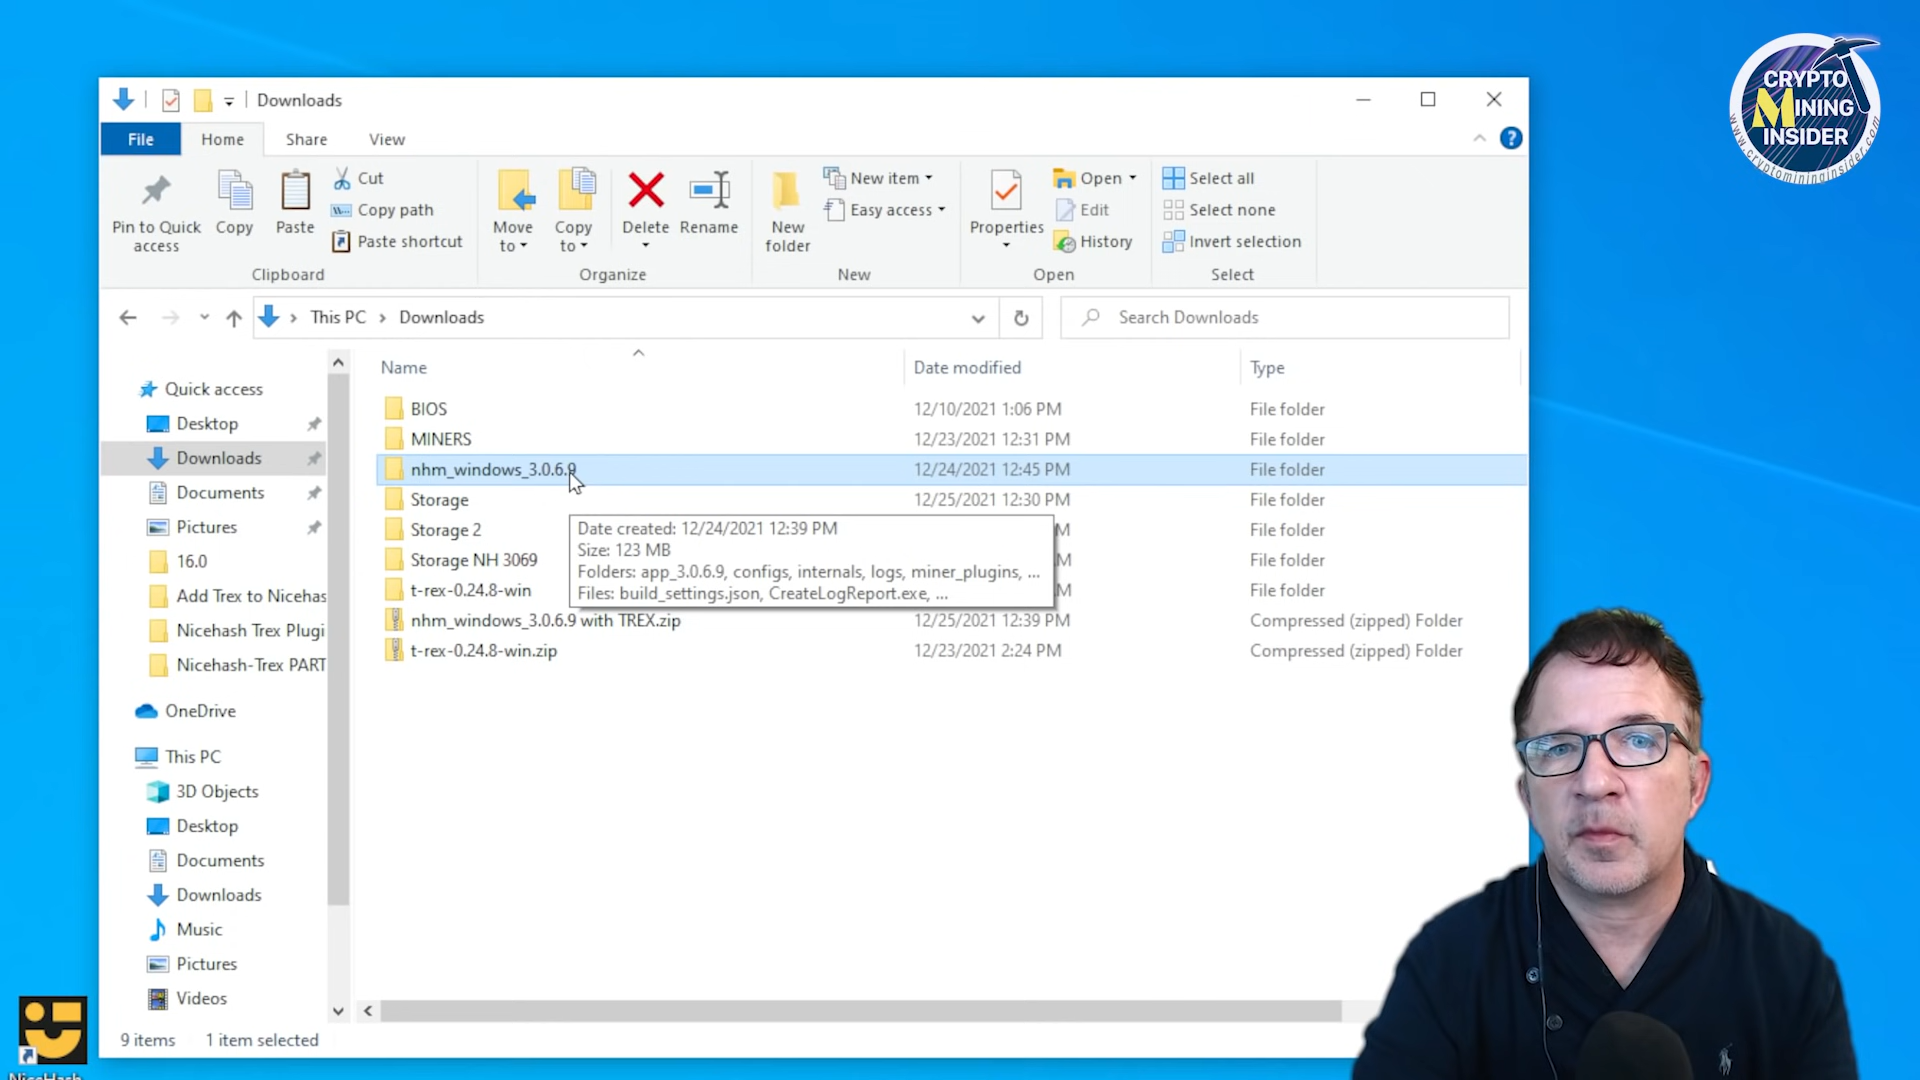 Downloads
File
Home
Share
View
Pin to Quick access
Copy
Paste
Cut
Copy path
Paste shortcut
Clipboard
Move to
Copy to
Delete
Rename
Organize
New folder
New item
Easy access
New
Properties
Open
Edit
History
Open
Select all
Select none
Invert selection
Select
This PC > Downloads
Search Downloads
Name
Date modified
Type
BIOS 12/10/2021 1:06 PM File folder
MINERS 12/23/2021 12:31 PM File folder
nhm_windows_3.0.6.9 12/24/2021 12:45 PM File folder
Storage 12/25/2021 12:30 PM File folder
Storage 2 M File folder
Storage NH 3069 M File folder
t-rex-0.24.8-win M File folder
nhm_windows_3.0.6.9 with TREX.zip 12/25/2021 12:39 PM Compressed (zipped) Folder
t-rex-0.24.8-win.zip 12/23/2021 2:24 PM Compressed (zipped) Folder
Date created: 12/24/2021 12:39 PM
Size: 123 MB
Folders: app_3.0.6.9, configs, internals, logs, miner_plugins, ...
Files: build_settings.json, CreateLogReport.exe, ...
Quick access
Desktop
Downloads
Documents
Pictures
16.0
Add Trex to Nicehas
Nicehash Trex Plugi
Nicehash-Trex PART
OneDrive
This PC
3D Objects
Desktop
Documents
Downloads
Music
Pictures
Videos
9 items
1 item selected
NiceHash
CRYPTO
MINING
INSIDER
www.cryptomininginsider.com